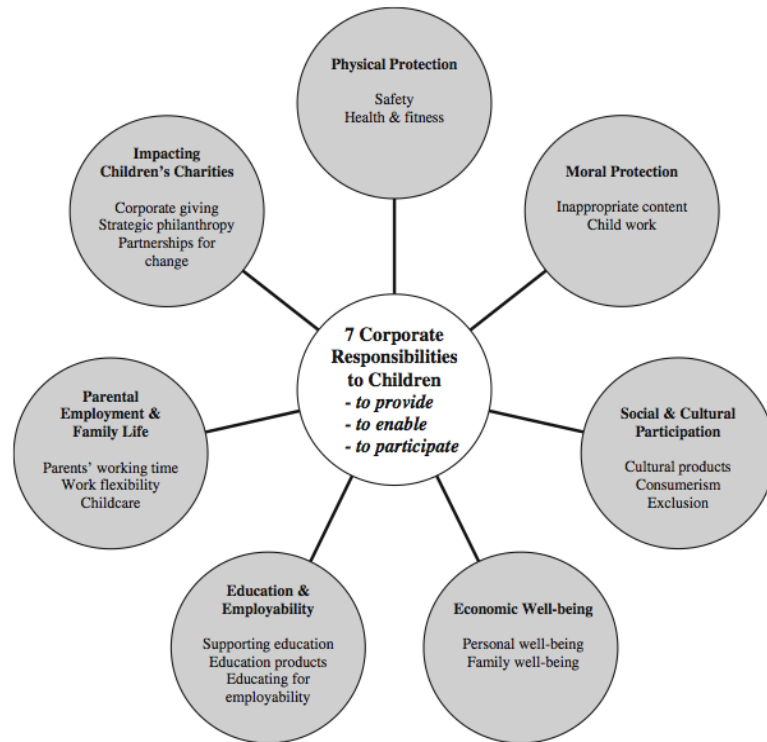 Physical Protection
Safety
Health & fitness
Impacting
Children's Charities
Corporate giving
Strategic philanthropy
Partnerships for
change
Moral Protection
Inappropriate content
Child work
7 Corporate
Responsibilities
to Children
- to provide
- to enable
- to participate
Parental
Employment &
Family Life
Parents' working time
Work flexibility
Childcare
Social & Cultural
Participation
Cultural products
Consumerism
Exclusion
Education &
Employability
Supporting education
Education products
Educating for
employability
Economic Well-being
Personal well-being
Family well-being